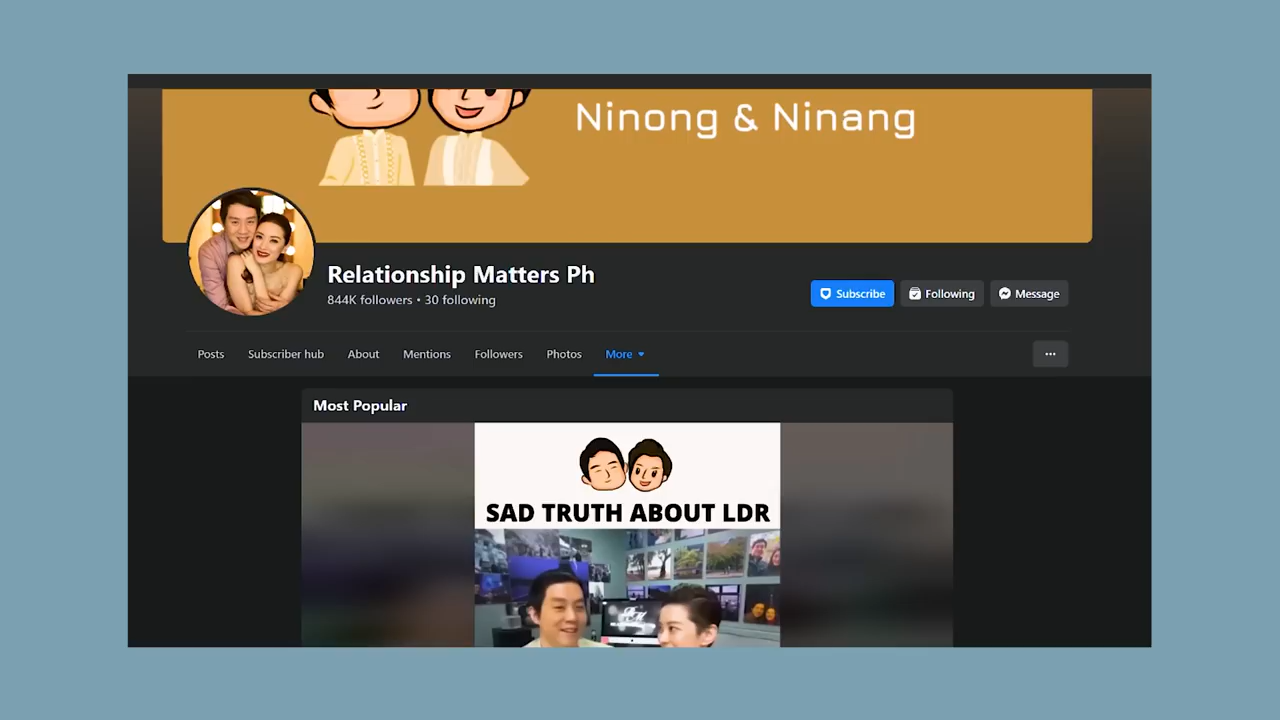 Ninong & Ninang
Relationship Matters Ph
844K followers • 30 following
Subscribe
Following
Message
Posts
Subscriber hub
About
Mentions
Followers
Photos
More
Most Popular
SAD TRUTH ABOUT LDR